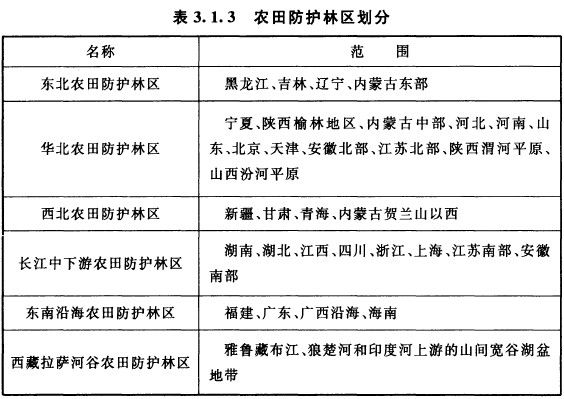 表 3.1.3 农田防护林区划分
名称 范 围
东北农田防护林区 黑龙江、吉林、辽宁、内蒙古东部
华北农田防护林区 宁夏、陕西榆林地区、内蒙古中部、河北、河南、山
东、北京、天津、安徽北部、江苏北部、陕西渭河平原、
山西汾河平原
西北农田防护林区 新疆、甘肃、青海、内蒙古贺兰山以西
长江中下游农田防护林区 湖南、湖北、江西、四川、浙江、上海、江苏南部、安徽
南部
东南沿海农田防护林区 福建、广东、广西沿海、海南
西藏拉萨河谷农田防护林区 雅鲁藏布江、狼楚河和印度河上游的山间宽谷湖盆
地带